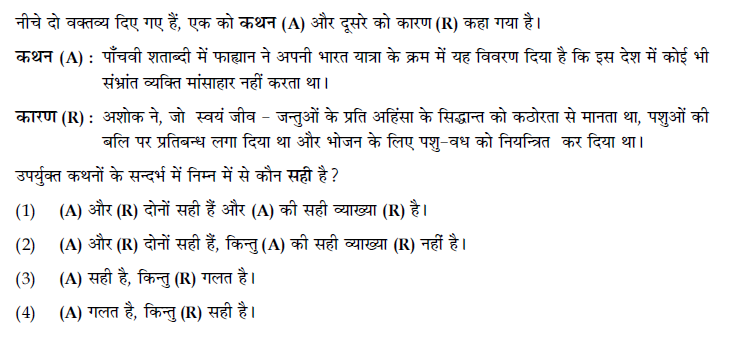 नीचे दो वक्तव्य दिए गए हैं, एक को कथन (A) और दूसरे को कारण (R) कहा गया है।
कथन (A) : पाँचवी शताब्दी में फाह्यान ने अपनी भारत यात्रा के क्रम में यह विवरण दिया है कि इस देश में कोई भी
संभ्रांत व्यक्ति मांसाहार नहीं करता था।
कारण (R) : अशोक ने, जो स्वयं जीव – जन्तुओं के प्रति अहिंसा के सिद्धान्त को कठोरता से मानता था, पशुओं की
बलि पर प्रतिबन्ध लगा दिया था और भोजन के लिए पशु-वध को नियन्त्रित कर दिया था।
उपर्युक्त कथनों के सन्दर्भ में निम्न में से कौन सही है ?
(1) (A) और (R) दोनों सही हैं और (A) की सही व्याख्या (R) है।
(2) (A) और (R) दोनों सही हैं, किन्तु (A) की सही व्याख्या (R) नहीं है।
(3) (A) सही है, किन्तु (R) गलत है।
(4) (A) गलत है, किन्तु (R) सही है।